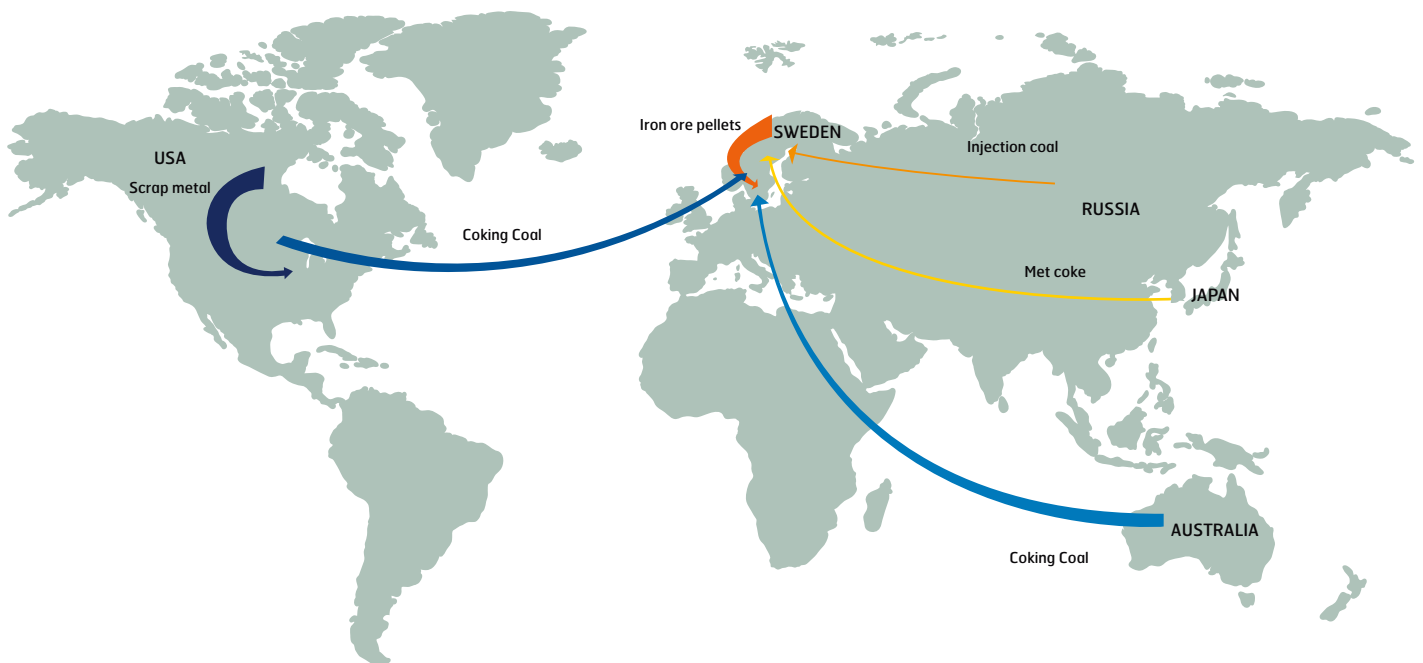 Iron ore pellets
SWEDEN
Injection coal
USA
Scrap metal
RUSSIA
Coking Coal
Met coke
JAPAN
AUSTRALIA
Coking Coal